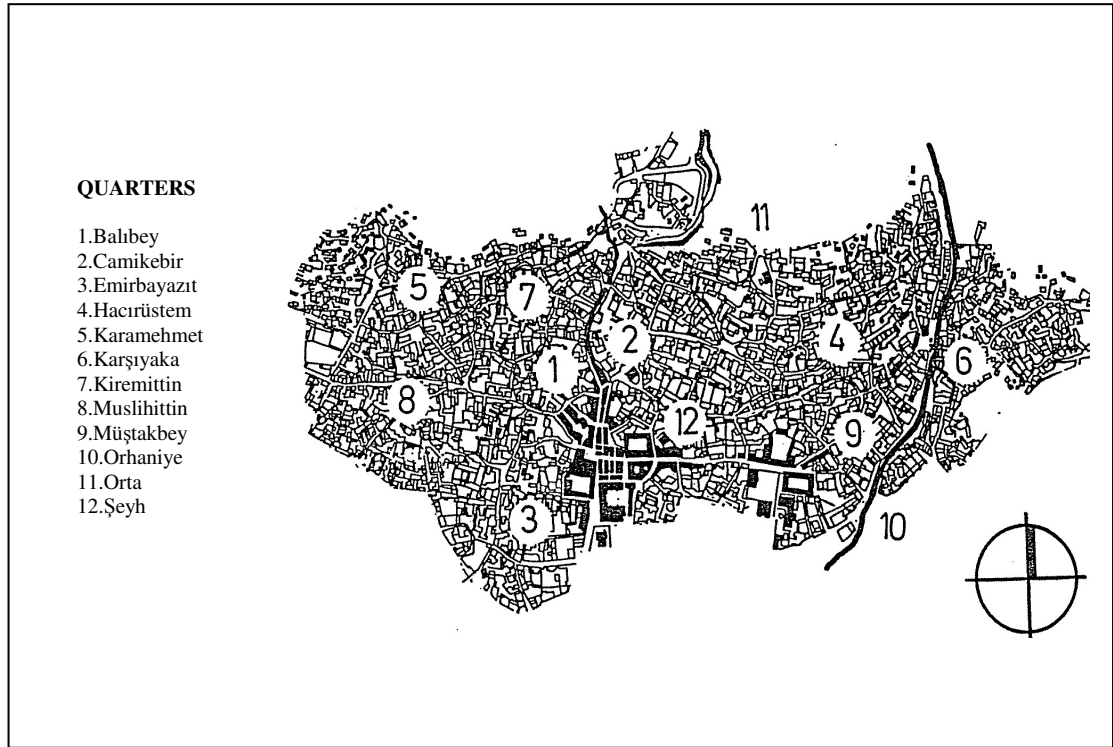 QUARTERS
1.Balıbey
2.Camikebir
3.Emirbayazıt
4.Hacırüstem
5.Karamehmet
6.Karşıyaka
7.Kiremittin
8.Muslihittin
9.Müştakbey
10.Orhaniye
11.Orta
12.Şeyh
11
5
7
2
4
6
1
8
12
9
3
10